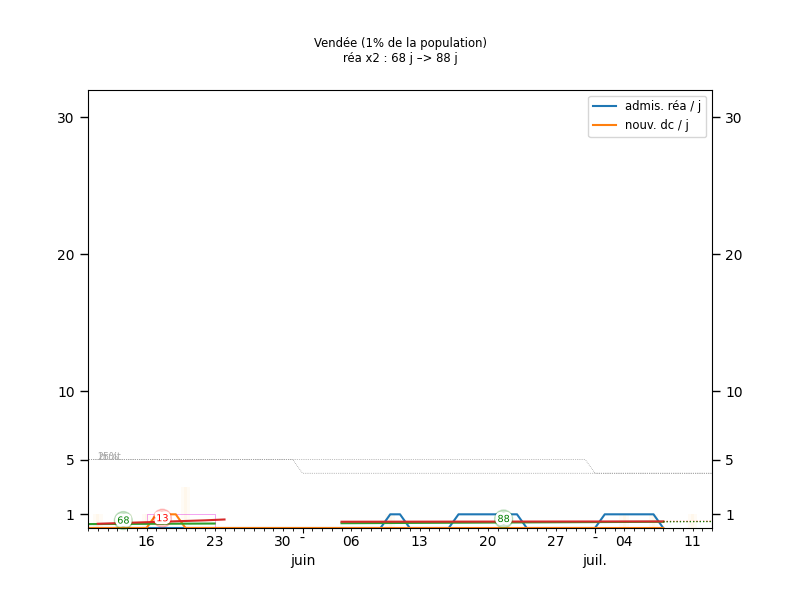 Vendée (1% de la population)
réa x2 : 68 j –> 88 j
admis. réa / j
nouv. dc / j
30 30
20 20
10 10
5 5
1 1
68 13 88
16 23 30 - 06 13 20 27 - 04 11
juin juil.